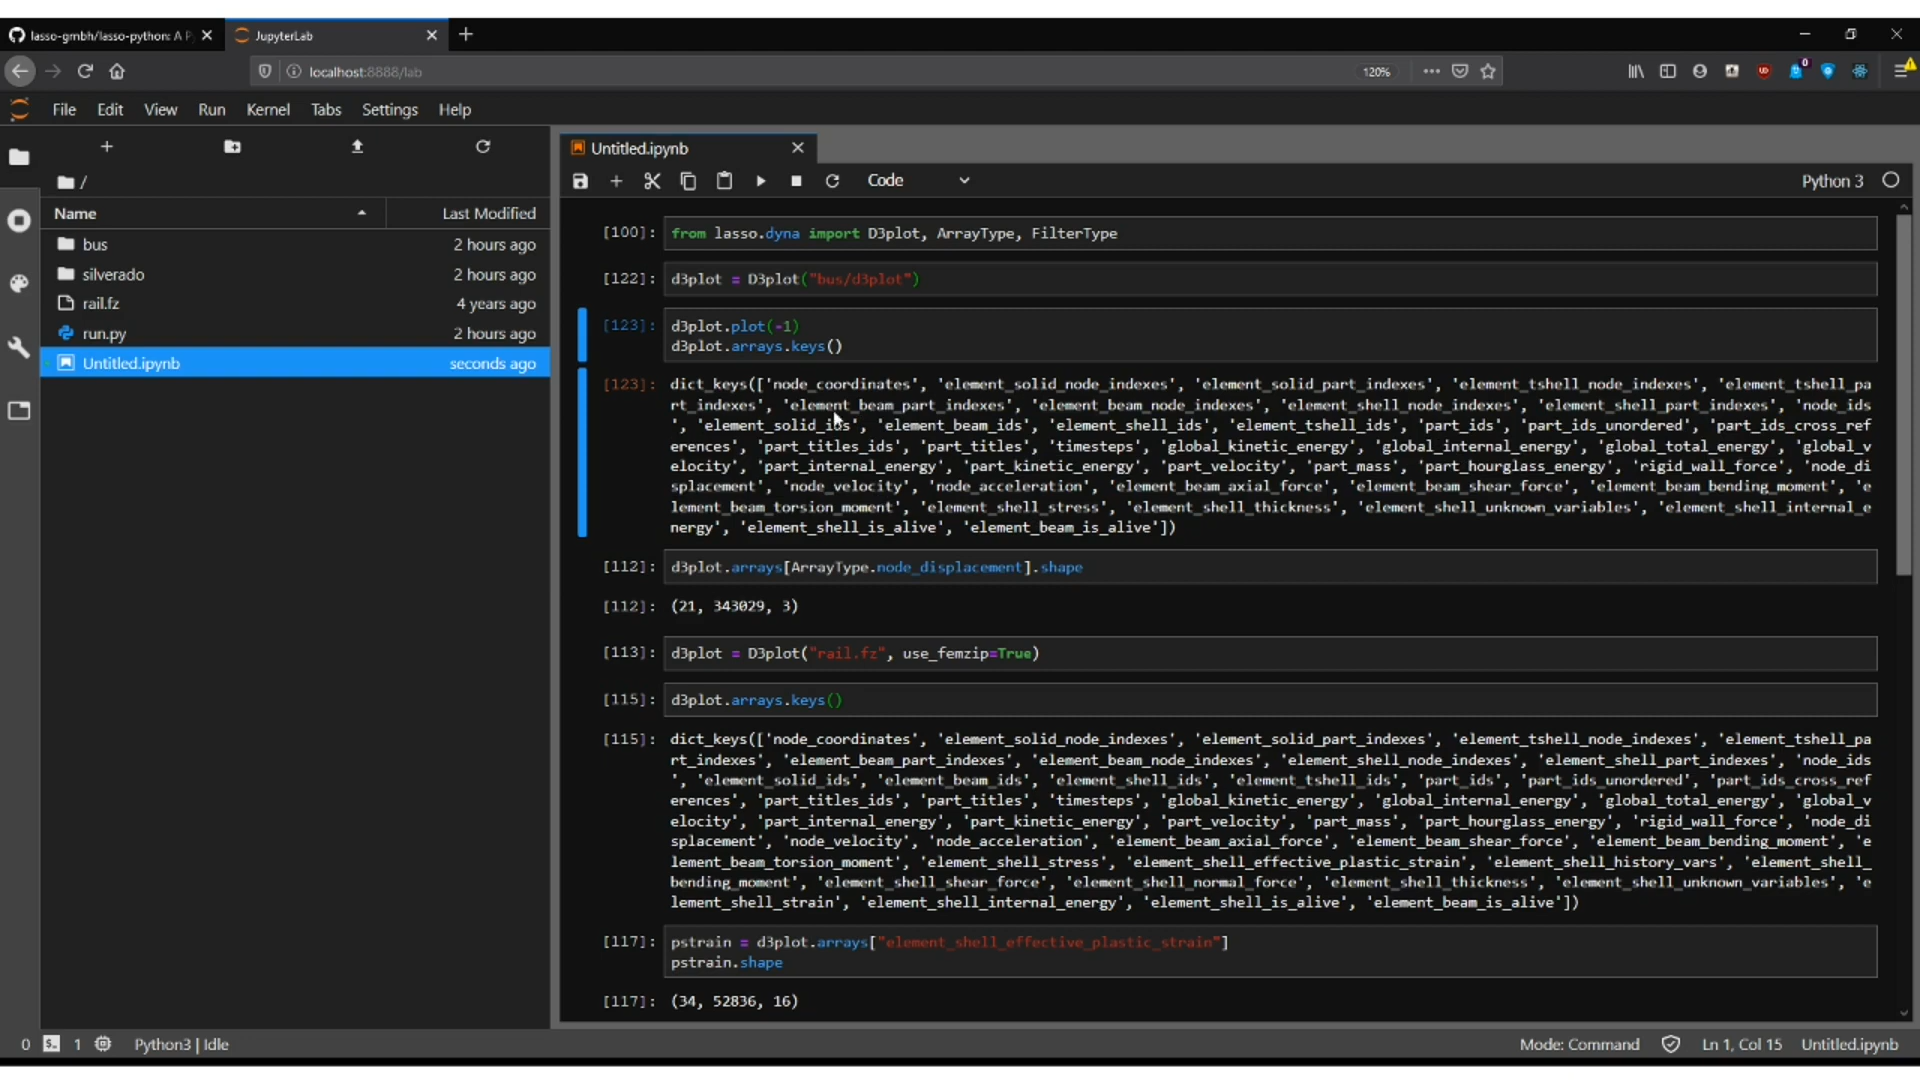 lasso-gmbh/lasso-python: A P
JupyterLab
localhost:8888/lab
120%
0
File Edit View Run Kernel Tabs Settings Help
Untitled.ipynb
/
Code
Python 3
Name
Last Modified
bus 2 hours ago
silverado 2 hours ago
rail.fz 4 years ago
run.py 2 hours ago
Untitled.ipynb seconds ago
[100]: from lasso.dyna import D3plot, ArrayType, FilterType
[122]: d3plot = D3plot("bus/d3plot")
[123]: d3plot.plot(-1)
d3plot.arrays.keys()
[123]: dict_keys(['node_coordinates', 'element_solid_node_indexes', 'element_solid_part_indexes', 'element_tshell_node_indexes', 'element_tshell_pa
rt_indexes', 'element_beam_part_indexes', 'element_beam_node_indexes', 'element_shell_node_indexes', 'element_shell_part_indexes', 'node_ids
', 'element_solid_ids', 'element_beam_ids', 'element_shell_ids', 'element_tshell_ids', 'part_ids', 'part_ids_unordered', 'part_ids_cross_ref
erences', 'part_titles_ids', 'part_titles', 'timesteps', 'global_kinetic_energy', 'global_internal_energy', 'global_total_energy', 'global_v
elocity', 'part_internal_energy', 'part_kinetic_energy', 'part_velocity', 'part_mass', 'part_hourglass_energy', 'rigid_wall_force', 'node_di
splacement', 'node_velocity', 'node_acceleration', 'element_beam_axial_force', 'element_beam_shear_force', 'element_beam_bending_moment', 'e
lement_beam_torsion_moment', 'element_shell_stress', 'element_shell_thickness', 'element_shell_unknown_variables', 'element_shell_internal_e
nergy', 'element_shell_is_alive', 'element_beam_is_alive'])
[112]: d3plot.arrays[ArrayType.node_displacement].shape
[112]: (21, 343029, 3)
[113]: d3plot = D3plot("rail.fz", use_femzip=True)
[115]: d3plot.arrays.keys()
[115]: dict_keys(['node_coordinates', 'element_solid_node_indexes', 'element_solid_part_indexes', 'element_tshell_node_indexes', 'element_tshell_pa
rt_indexes', 'element_beam_part_indexes', 'element_beam_node_indexes', 'element_shell_node_indexes', 'element_shell_part_indexes', 'node_ids
', 'element_solid_ids', 'element_beam_ids', 'element_shell_ids', 'element_tshell_ids', 'part_ids', 'part_ids_unordered', 'part_ids_cross_ref
erences', 'part_titles_ids', 'part_titles', 'timesteps', 'global_kinetic_energy', 'global_internal_energy', 'global_total_energy', 'global_v
elocity', 'part_internal_energy', 'part_kinetic_energy', 'part_velocity', 'part_mass', 'part_hourglass_energy', 'rigid_wall_force', 'node_di
splacement', 'node_velocity', 'node_acceleration', 'element_beam_axial_force', 'element_beam_shear_force', 'element_beam_bending_moment', 'e
lement_beam_torsion_moment', 'element_shell_stress', 'element_shell_effective_plastic_strain', 'element_shell_history_vars', 'element_shell_
bending_moment', 'element_shell_shear_force', 'element_shell_normal_force', 'element_shell_thickness', 'element_shell_unknown_variables', 'e
lement_shell_strain', 'element_shell_internal_energy', 'element_shell_is_alive', 'element_beam_is_alive'])
[117]: pstrain = d3plot.arrays["element_shell_effective_plastic_strain"]
pstrain.shape
[117]: (34, 52836, 16)
0 1 Python3 | Idle
Mode: Command Ln 1, Col 15 Untitled.ipynb